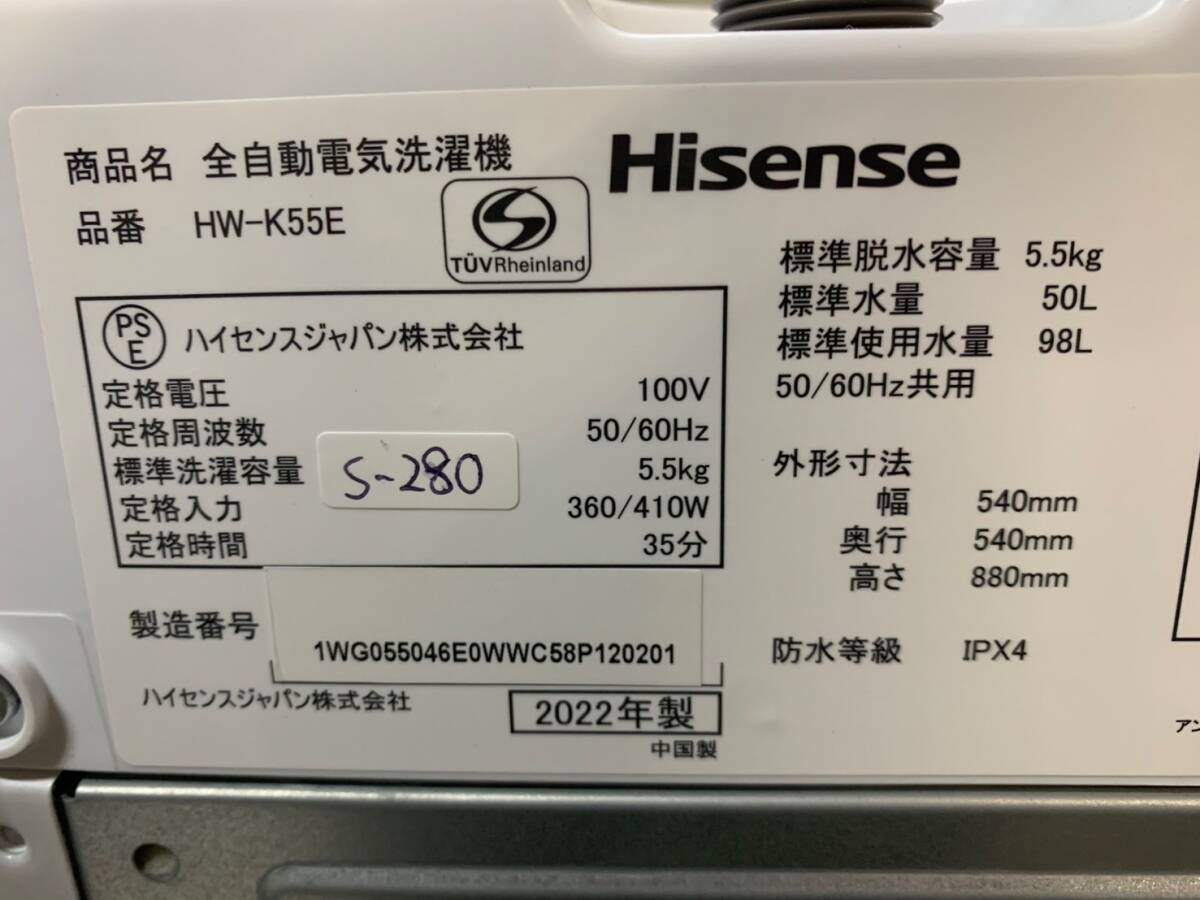 商品名 全自動電気洗濯機
品番 HW-K55E
TÜVRheinland
Hisense
PS
E
ハイセンスジャパン株式会社
定格電圧 100V
定格周波数 50/60Hz
標準洗濯容量 5.5kg
S-280
定格入力 360/410W
定格時間 35分
製造番号 1WG055046E0WWC58P120201
ハイセンスジャパン株式会社
2022年製
中国製
標準脱水容量 5.5kg
標準水量 50L
標準使用水量 98L
50/60Hz共用
外形寸法
幅 540mm
奥行 540mm
高さ 880mm
防水等級 IPX4
アン